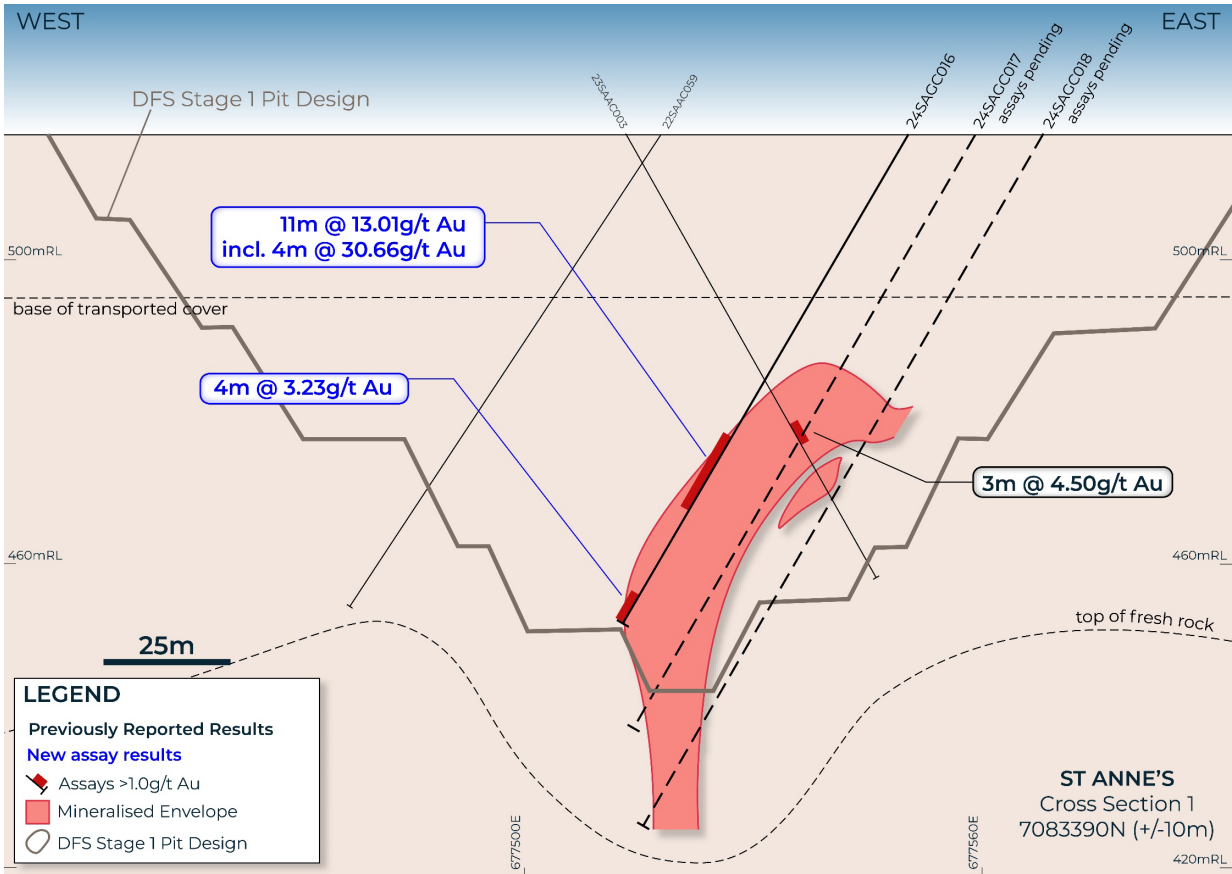 WEST
EAST
23SAAC003
22SAAC059
24SAGC016
24SAGC017
assays pending
24SAGC018
assays pending
DFS Stage 1 Pit Design
11m @ 13.01g/t Au
incl. 4m @ 30.66g/t Au
500mRL
500mRL
base of transported cover
4m @ 3.23g/t Au
3m @ 4.50g/t Au
460mRL
460mRL
top of fresh rock
25m
LEGEND
Previously Reported Results
New assay results
Assays >1.0g/t Au
Mineralised Envelope
DFS Stage 1 Pit Design
677500E
677560E
ST ANNE'S
Cross Section 1
7083390N (+/-10m)
420mRL